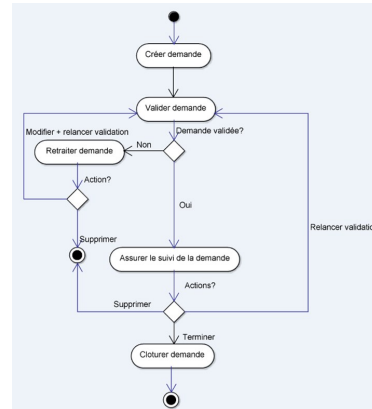 Créer demande
Valider demande
Demande validée?
Modifier + relancer validation
Non
Retraiter demande
Action?
Oui
Relancer validatio
Supprimer
Assurer le suivi de la demande
Actions?
Supprimer
Terminer
Cloturer demande